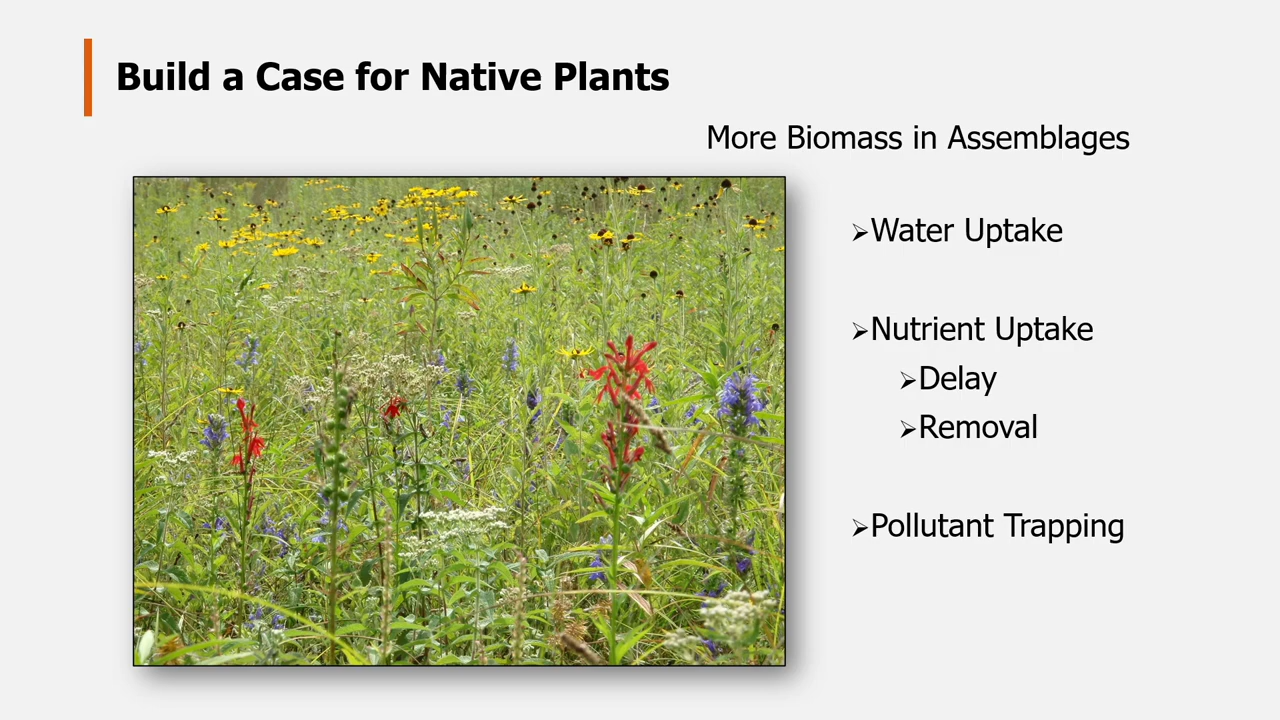 Build a Case for Native Plants
More Biomass in Assemblages
➢Water Uptake
➢Nutrient Uptake
➢Delay
➢Removal
➢Pollutant Trapping